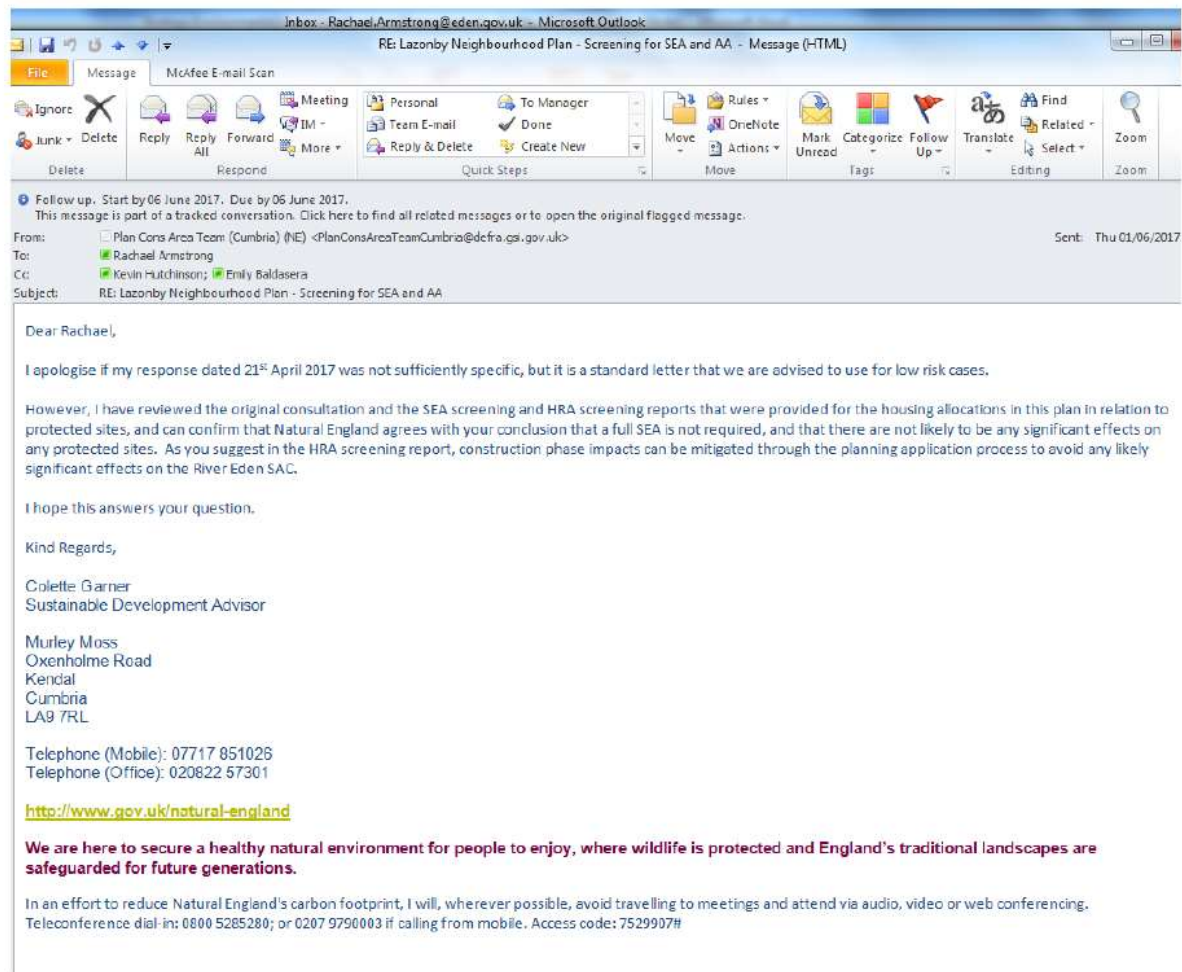 Inbox - Rachael.Armstrong@eden.gov.uk - Microsoft Outlook
RE: Lazonby Neighbourhood Plan - Screening for SEA and AA - Message (HTML)
File Message McAfee E-mail Scan
Ignore
Junk
Delete
Reply
Reply All
Forward
Meeting
IM
More
Personal
Team E-mail
Reply & Delete
To Manager
Done
Create New
Move
Rules
OneNote
Actions
Mark Unread
Categorize
Follow Up
Translate
Find
Related
Select
Zoom
Delete Respond Quick Steps Move Tags Editing Zoom
Follow up. Start by 06 June 2017. Due by 06 June 2017.
This message is part of a tracked conversation. Click here to find all related messages or to open the original flagged message.
From: Plan Cons Area Team (Cumbria) (NE) <PlanConsAreaTeamCumbria@defra.gsi.gov.uk> Sent: Thu 01/06/2017
To: Rachael Armstrong
Cc: Kevin Hutchinson; Emily Baldasera
Subject: RE: Lazonby Neighbourhood Plan - Screening for SEA and AA
Dear Rachael,
I apologise if my response dated 21st April 2017 was not sufficiently specific, but it is a standard letter that we are advised to use for low risk cases.
However, I have reviewed the original consultation and the SEA screening and HRA screening reports that were provided for the housing allocations in this plan in relation to
protected sites, and can confirm that Natural England agrees with your conclusion that a full SEA is not required, and that there are not likely to be any significant effects on
any protected sites. As you suggest in the HRA screening report, construction phase impacts can be mitigated through the planning application process to avoid any likely
significant effects on the River Eden SAC.
I hope this answers your question.
Kind Regards,
Colette Garner
Sustainable Development Advisor
Murley Moss
Oxenholme Road
Kendal
Cumbria
LA9 7RL
Telephone (Mobile): 07717 851026
Telephone (Office): 020822 57301
http://www.gov.uk/natural-england
We are here to secure a healthy natural environment for people to enjoy, where wildlife is protected and England's traditional landscapes are
safeguarded for future generations.
In an effort to reduce Natural England's carbon footprint, I will, wherever possible, avoid travelling to meetings and attend via audio, video or web conferencing.
Teleconference dial-in: 0800 5285280; or 0207 9790003 if calling from mobile. Access code: 7529907#